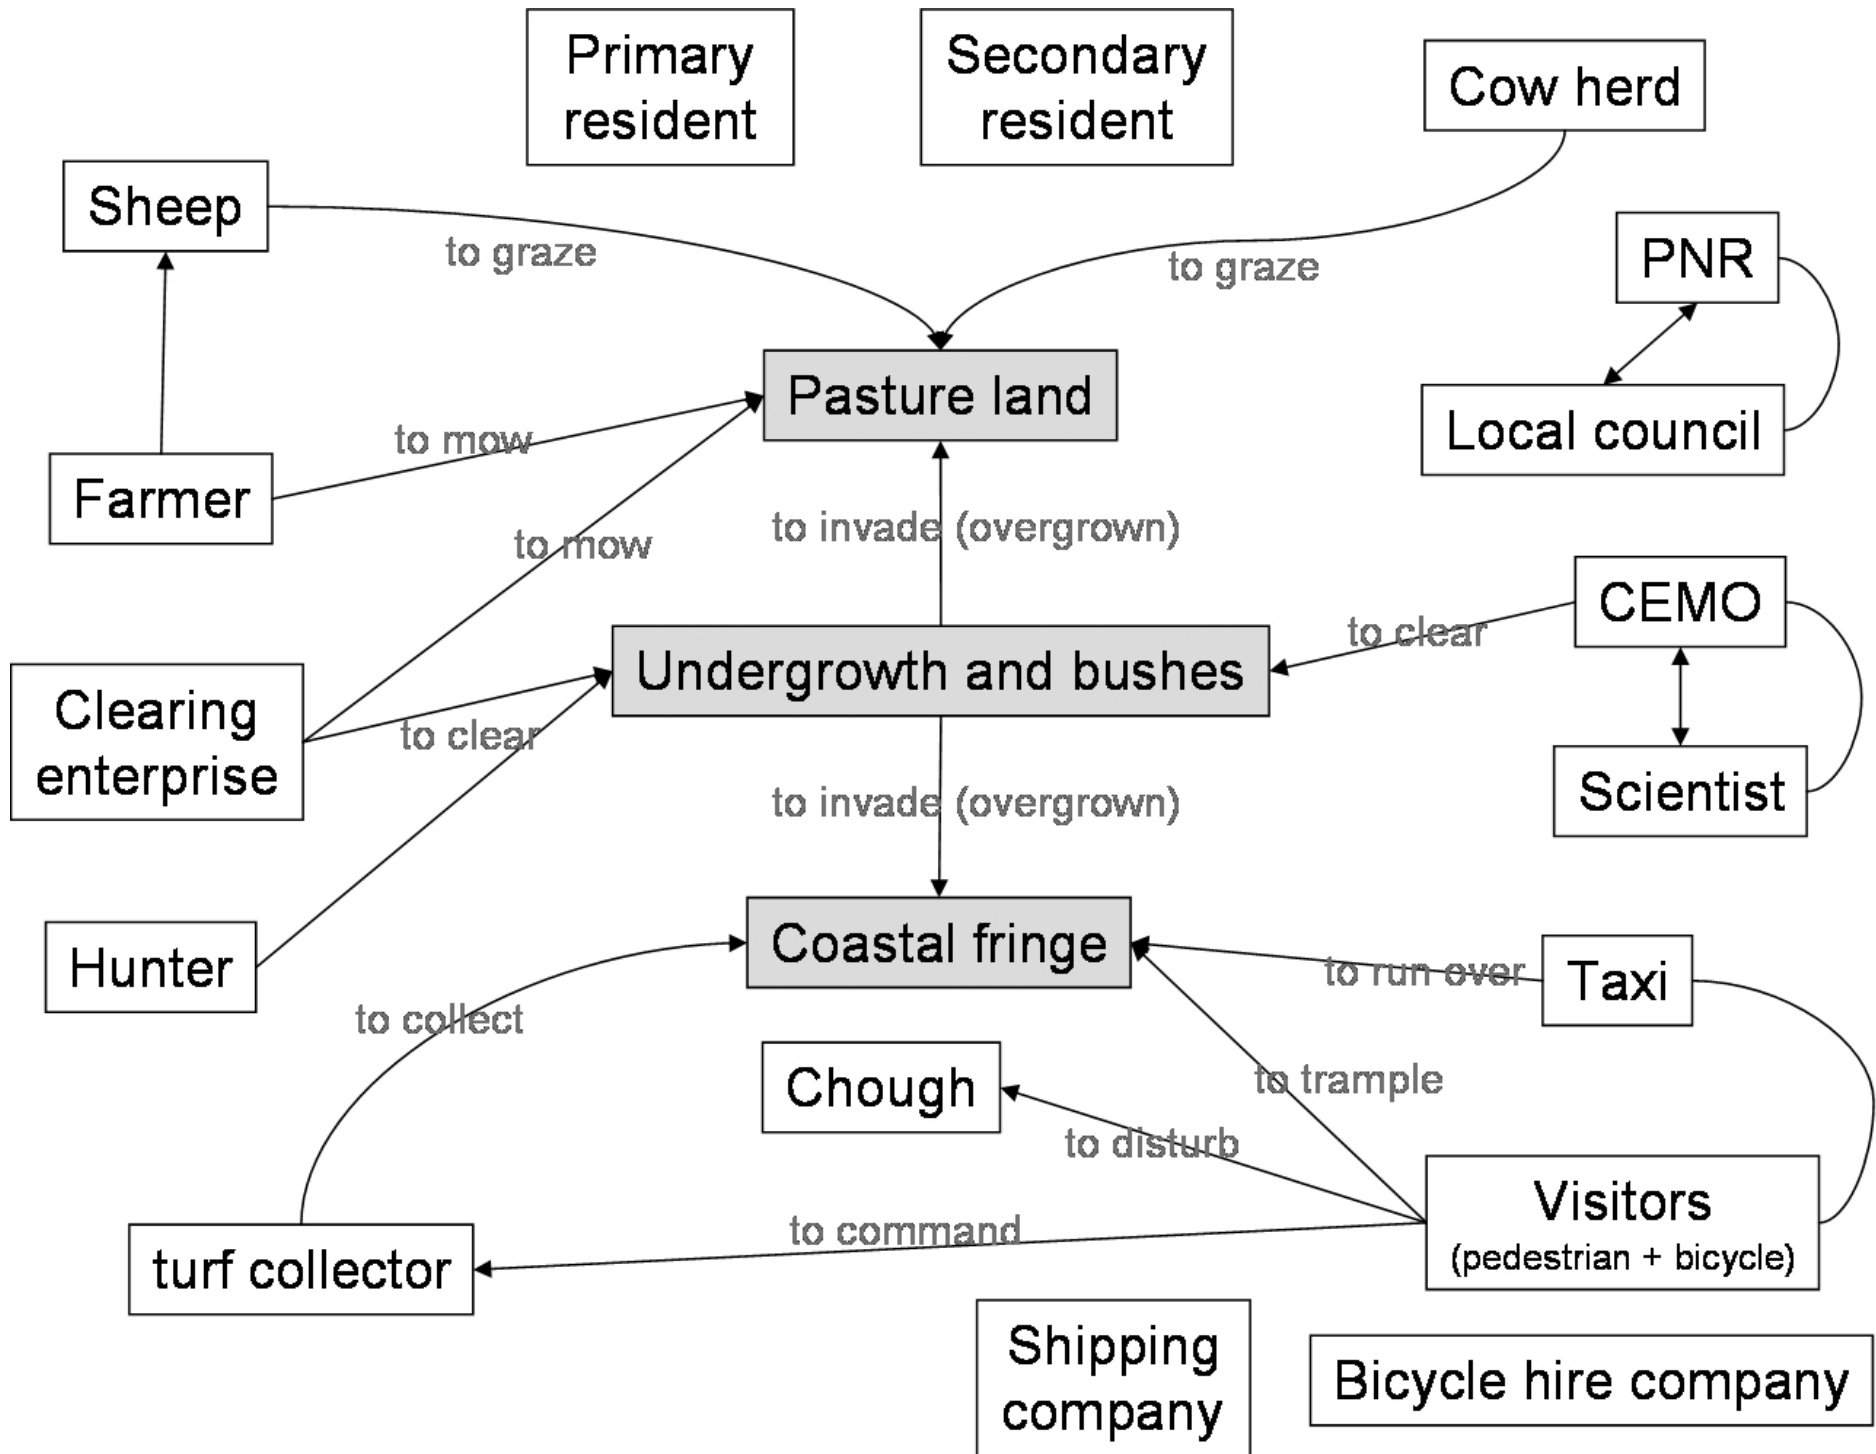 Primary
resident
Secondary
resident
Cow herd
Sheep
to graze
to graze
PNR
Pasture land
Local council
to mow
Farmer
to mow
to invade (overgrown)
CEMO
to clear
Undergrowth and bushes
Clearing
enterprise
to clear
Scientist
to invade (overgrown)
Hunter
Coastal fringe
to run over
Taxi
to collect
Chough
to trample
to disturb
Visitors
(pedestrian + bicycle)
to command
turf collector
Shipping
company
Bicycle hire company